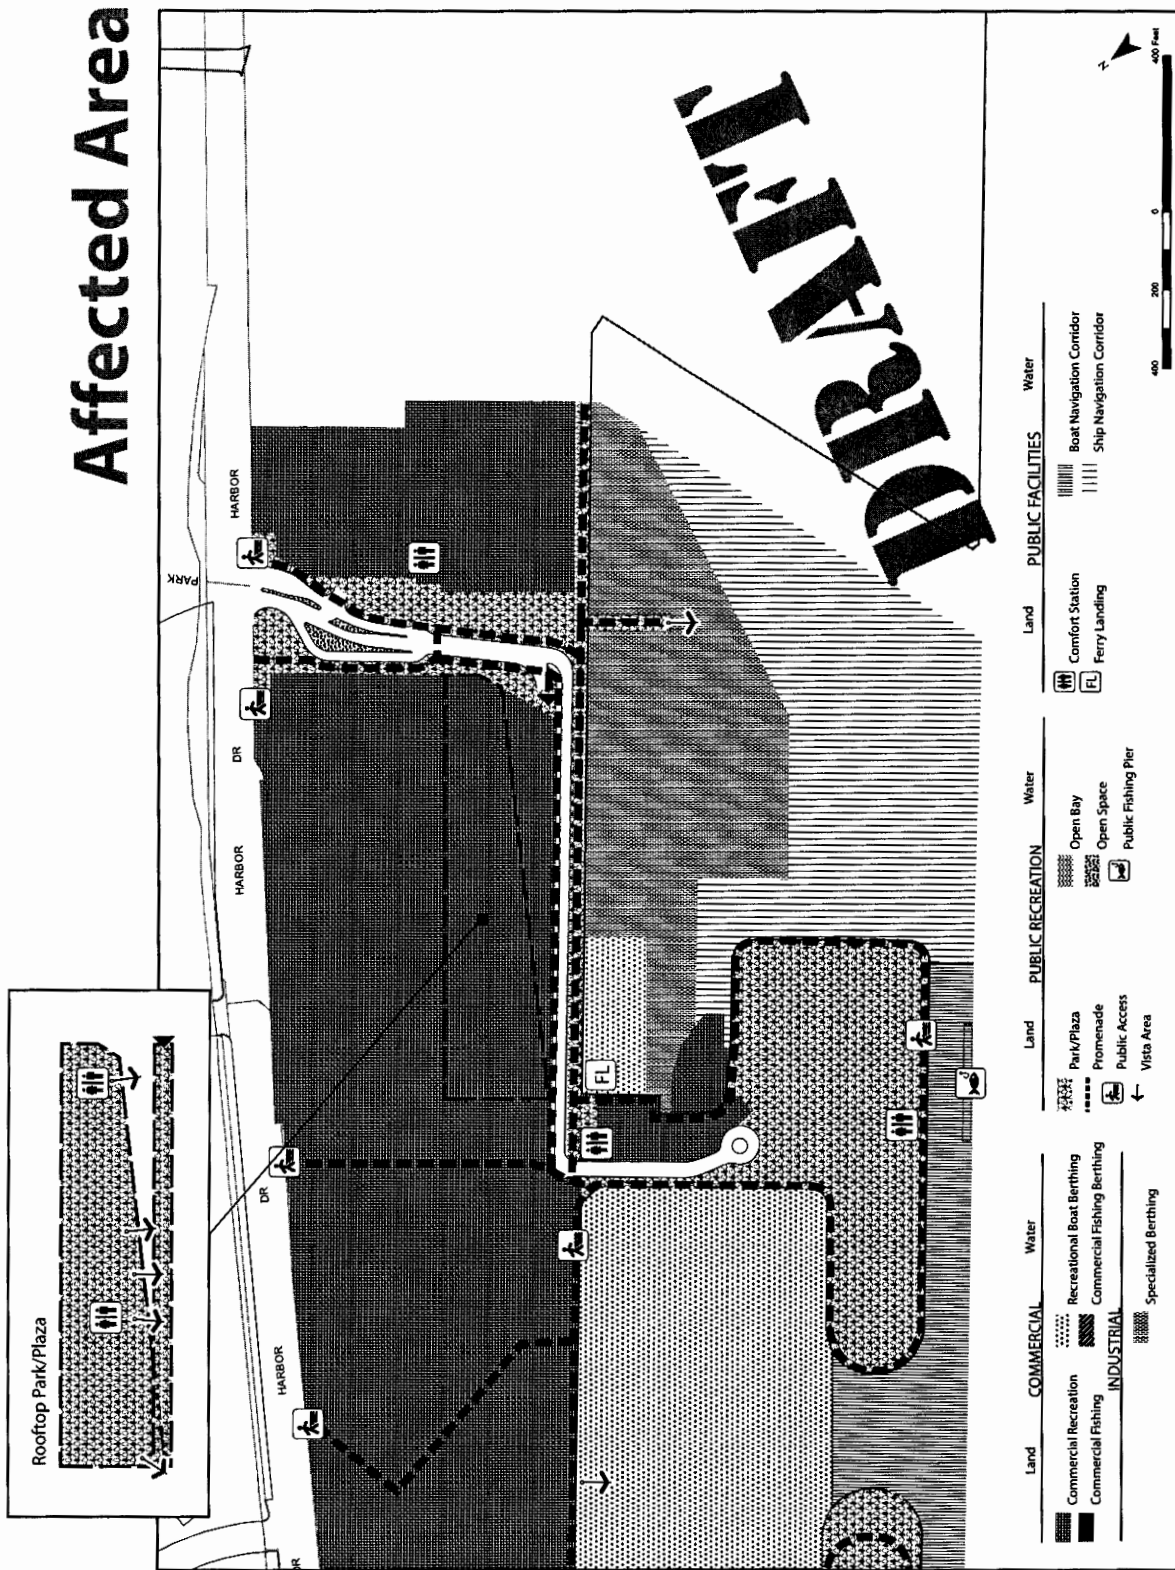 Affected Area
Rooftop Park/Plaza
HARBOR
DR
HARBOR
DR
HARBOR
PARK
FL
DRAFT
N
400
200
0
400 Feet
COMMERCIAL
Land
Water
Commercial Recreation
Commercial Fishing
Recreational Boat Berthing
Commercial Fishing Berthing
INDUSTRIAL
Specialized Berthing
PUBLIC RECREATION
Land
Water
Park/Plaza
Promenade
Public Access
Vista Area
Open Bay
Open Space
Public Fishing Pier
PUBLIC FACILITIES
Land
Water
Comfort Station
FL Ferry Landing
Boat Navigation Corridor
Ship Navigation Corridor